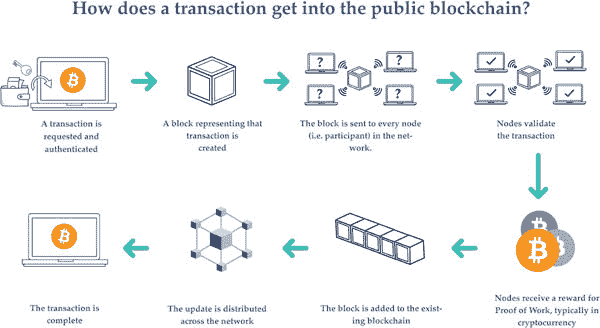 How does a transaction get into the public blockchain?
A transaction is
requested and
authenticated
A block representing that
transaction is
created
The block is sent to every node
(i.e. participant) in the net-
work.
Nodes validate
the transaction
Nodes receive a reward for
Proof of Work, typically in
cryptocurrency
The block is added to the exist-
ing blockchain
The update is distributed
across the network
The transaction is
complete